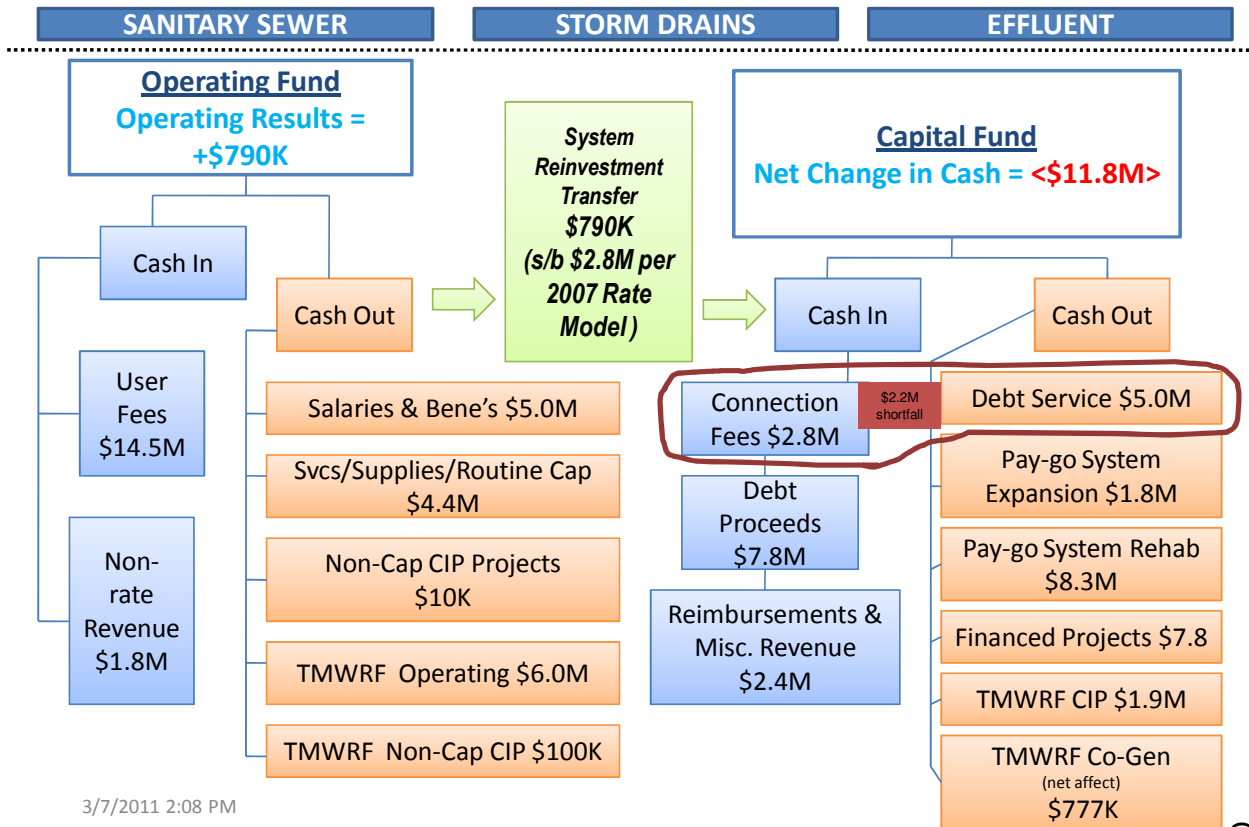 SANITARY SEWER
STORM DRAINS
EFFLUENT
Operating Fund
Operating Results =
+$790K
System
Reinvestment
Transfer
$790K
(s/b $2.8M per
2007 Rate
Model )
Capital Fund
Net Change in Cash = <$11.8M>
Cash In
Cash Out
User
Fees
$14.5M
Non-
rate
Revenue
$1.8M
Salaries & Bene's $5.0M
Svcs/Supplies/Routine Cap
$4.4M
Non-Cap CIP Projects
$10K
TMWRF Operating $6.0M
TMWRF Non-Cap CIP $100K
Cash In
Cash Out
Connection
Fees $2.8M
$2.2M
shortfall
Debt Service $5.0M
Debt
Proceeds
$7.8M
Reimbursements &
Misc. Revenue
$2.4M
Pay-go System
Expansion $1.8M
Pay-go System Rehab
$8.3M
Financed Projects $7.8
TMWRF CIP $1.9M
TMWRF Co-Gen
(net affect)
$777K
3/7/2011 2:08 PM